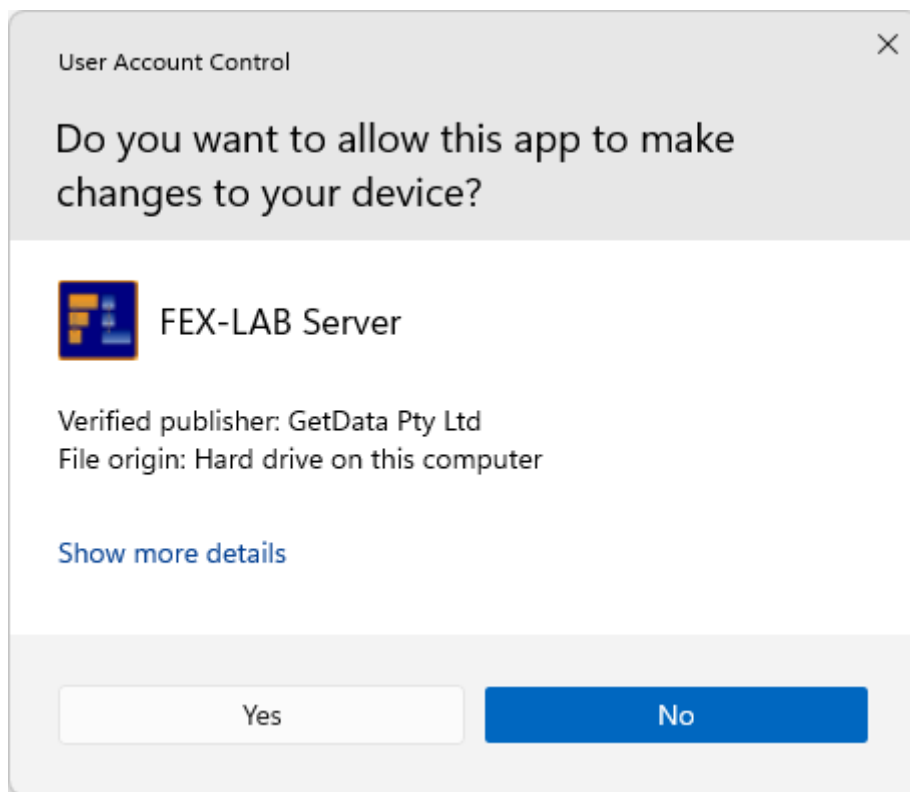 User Account Control
Do you want to allow this app to make
changes to your device?
FEX-LAB Server
Verified publisher: GetData Pty Ltd
File origin: Hard drive on this computer
Show more details
Yes
No